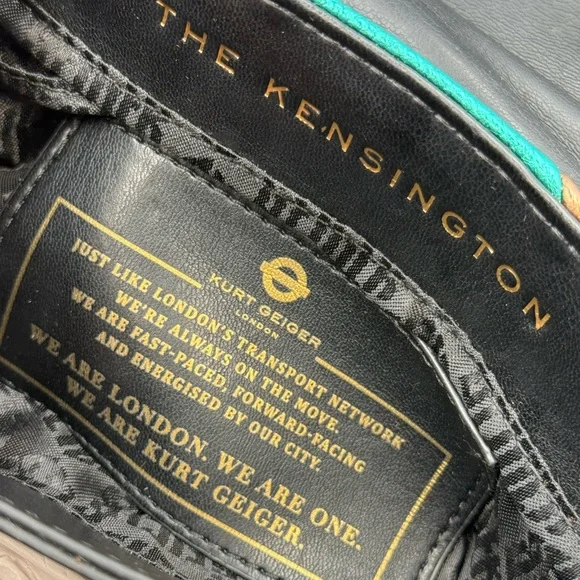 THE KENSINGTON
KURT GEIGER
LONDON
JUST LIKE LONDON'S TRANSPORT NETWORK
WE'RE ALWAYS ON THE MOVE.
WE ARE FAST-PACED, FORWARD-FACING
AND ENERGISED BY OUR CITY.
WE ARE LONDON. WE ARE ONE.
WE ARE KURT GEIGER.